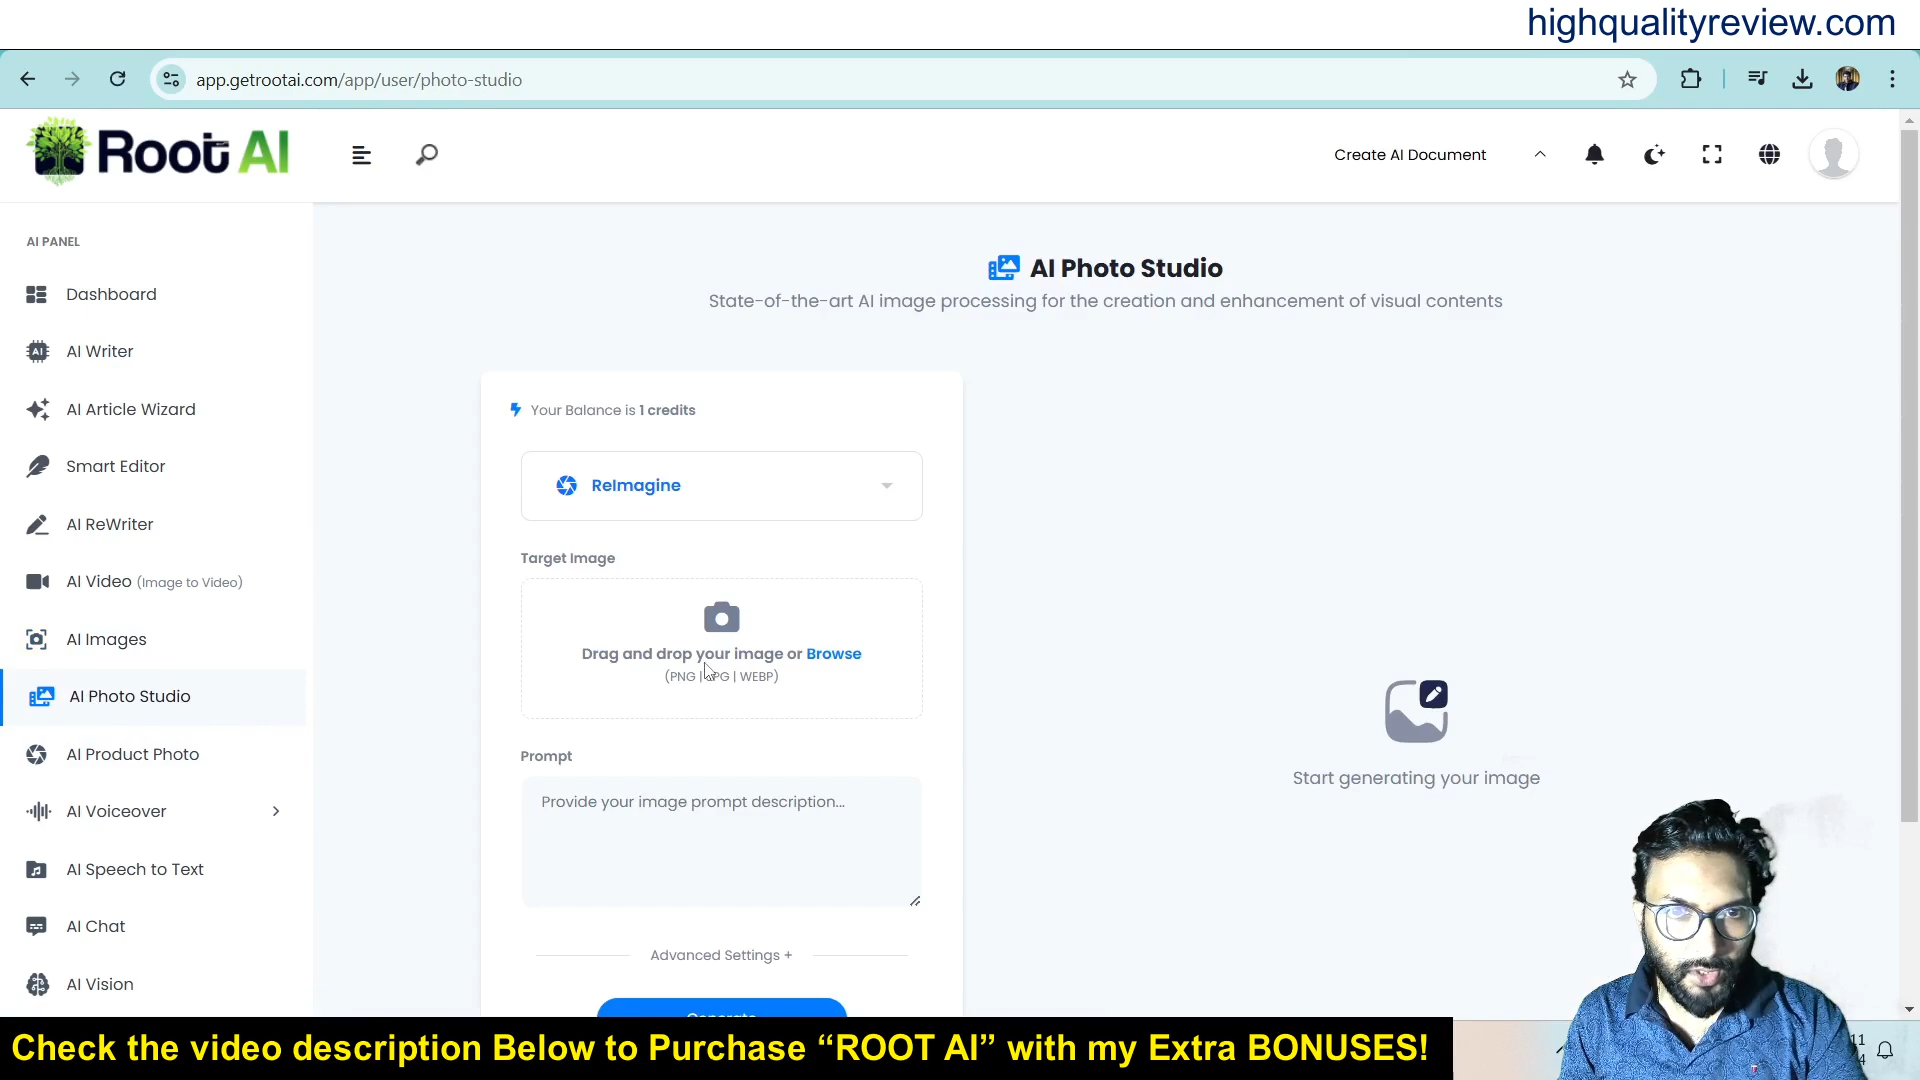 highqualityreview.com
app.getrootai.com/app/user/photo-studio
Root AI
Create AI Document
AI PANEL
Dashboard
AI Writer
AI Article Wizard
Smart Editor
AI ReWriter
AI Video (Image to Video)
AI Images
AI Photo Studio
AI Product Photo
AI Voiceover
AI Speech to Text
AI Chat
AI Vision
AI Photo Studio
State-of-the-art AI image processing for the creation and enhancement of visual contents
Your Balance is 1 credits
ReImagine
Target Image
Drag and drop your image or Browse
(PNG | JPG | WEBP)
Prompt
Provide your image prompt description...
Advanced Settings +
Generate
Start generating your image
Check the video description Below to Purchase “ROOT AI” with my Extra BONUSES!